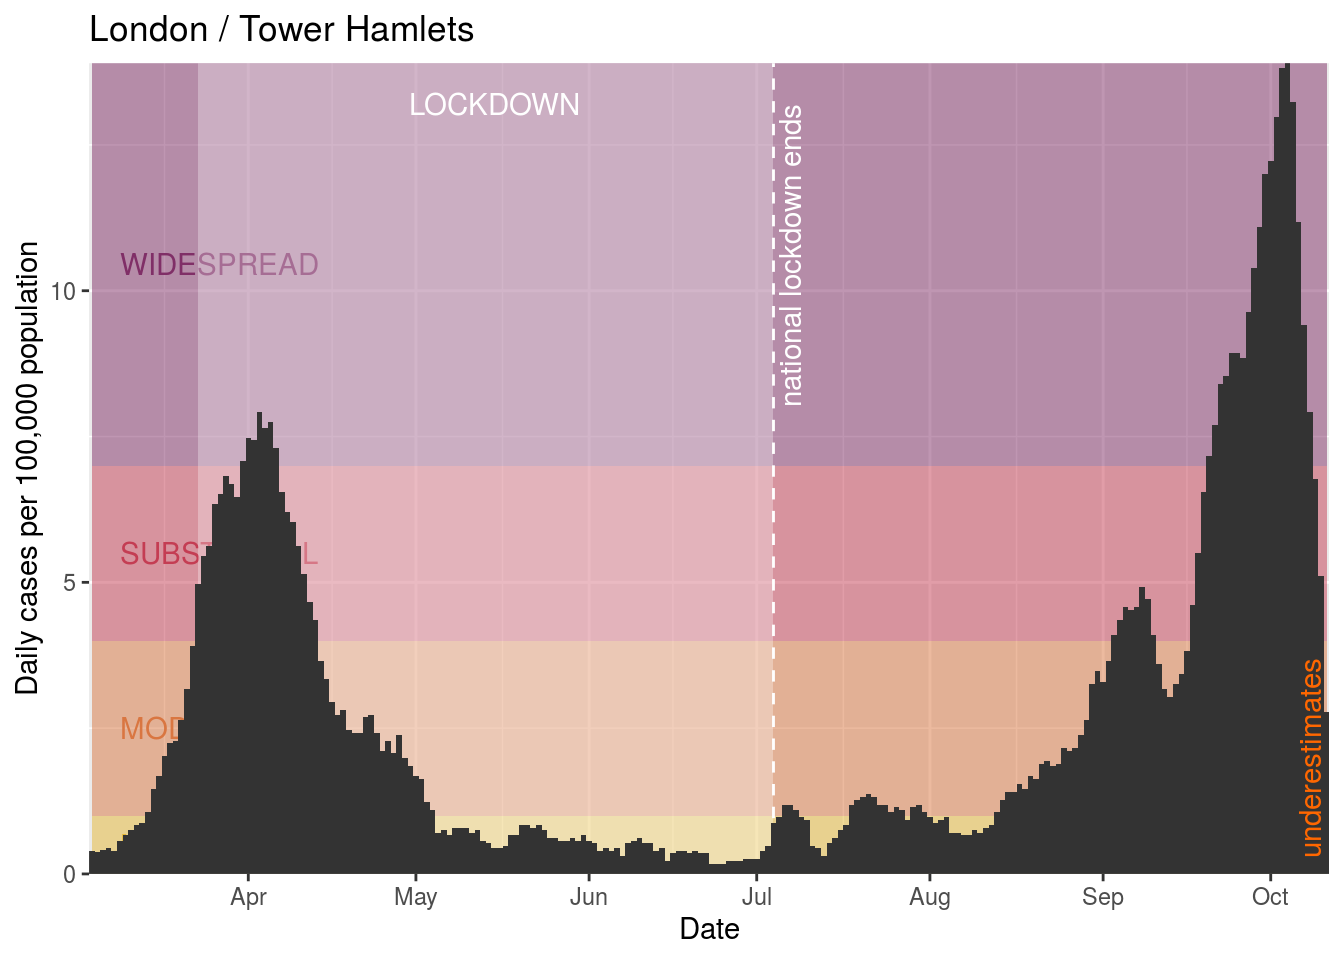 London / Tower Hamlets
LOCKDOWN
national lockdown ends
WIDESPREAD
SUBS L
MOD
underestimates
Daily cases per 100,000 population
10
5
0
Apr May Jun Jul Aug Sep Oct
Date